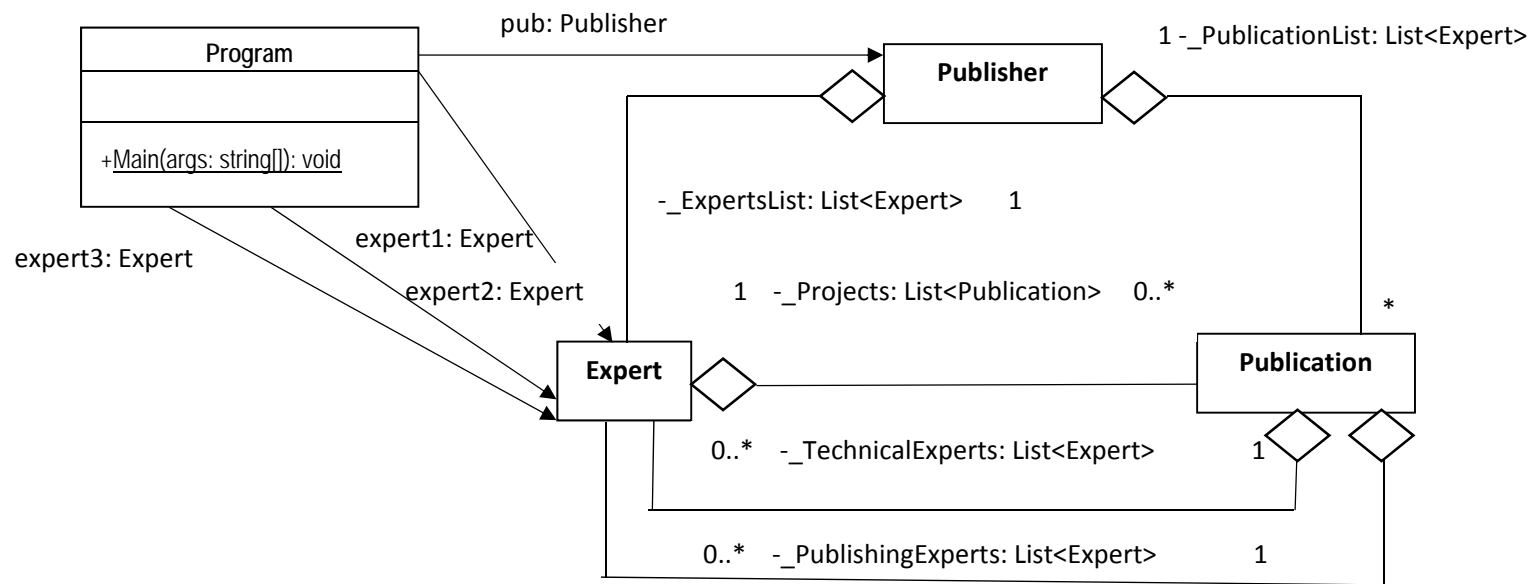 pub: Publisher
1 -_PublicationList: List<Expert>
Program
Publisher
+Main(args: string[]): void
-_ExpertsList: List<Expert> 1
expert1: Expert
expert3: Expert
expert2: Expert
1 -_Projects: List<Publication> 0..*
*
Expert
Publication
0..* -_TechnicalExperts: List<Expert> 1
0..* -_PublishingExperts: List<Expert> 1